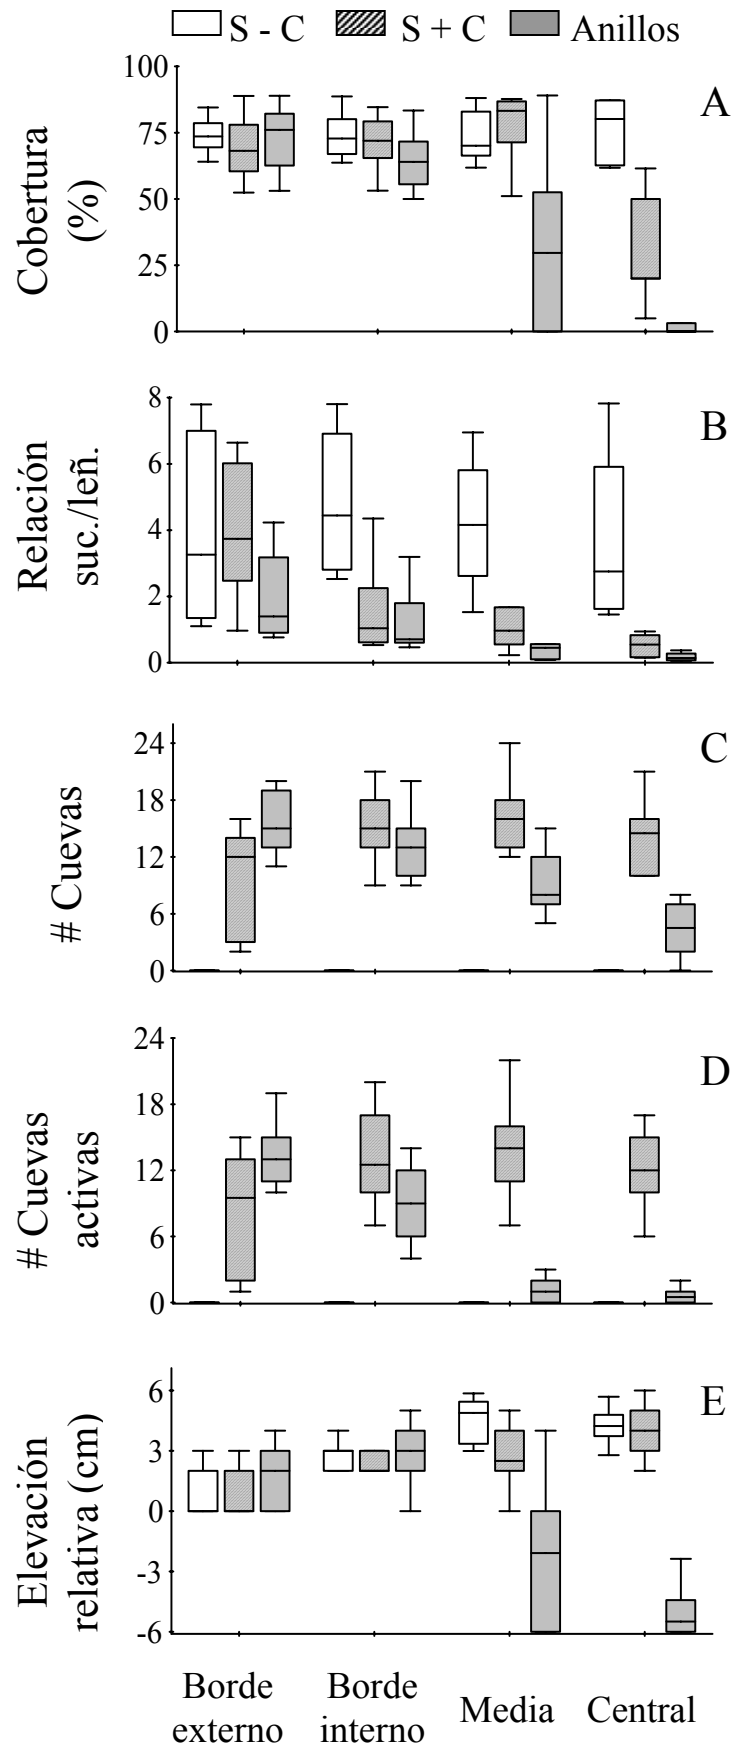 S - C S + C Anillos
A
Cobertura
(%)
100
75
50
25
0
B
Relación
suc./leñ.
8
6
4
2
0
C
# Cuevas
24
18
12
6
0
D
# Cuevas
activas
24
18
12
6
0
E
Elevación
relativa (cm)
6
3
0
-3
-6
Borde
externo
Borde
interno
Media
Central